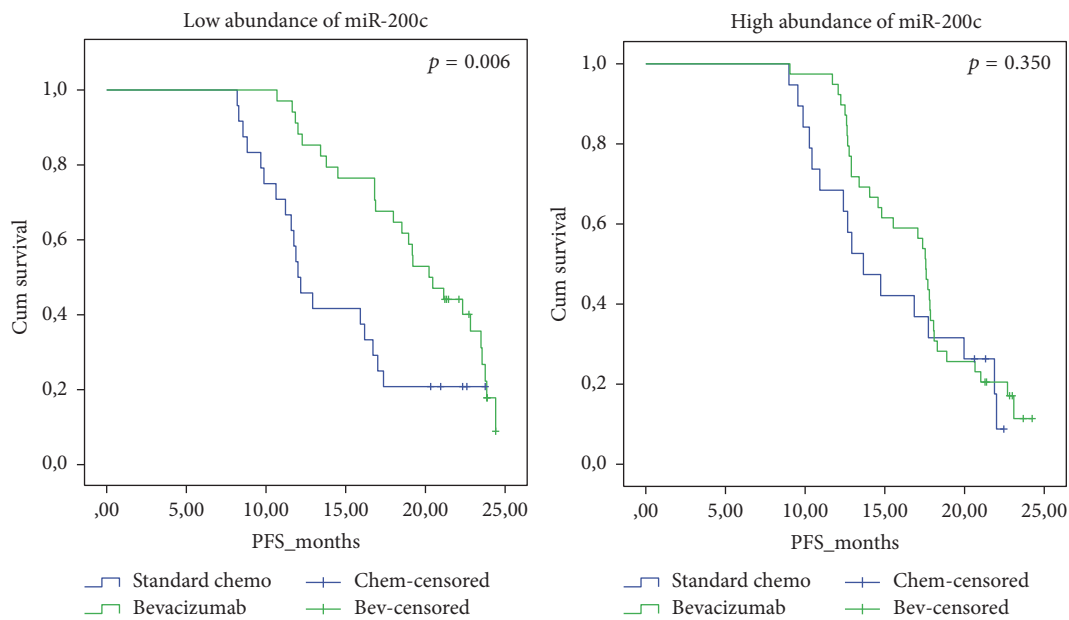 Low abundance of miR-200c
p = 0.006
1,0
0,8
0,6
0,4
0,2
0,0
Cum survival
,00 5,00 10,00 15,00 20,00 25,00
PFS_months
Standard chemo Chem-censored
Bevacizumab Bev-censored
High abundance of miR-200c
p = 0.350
1,0
0,8
0,6
0,4
0,2
0,0
Cum survival
,00 5,00 10,00 15,00 20,00 25,00
PFS_months
Standard chemo Chem-censored
Bevacizumab Bev-censored